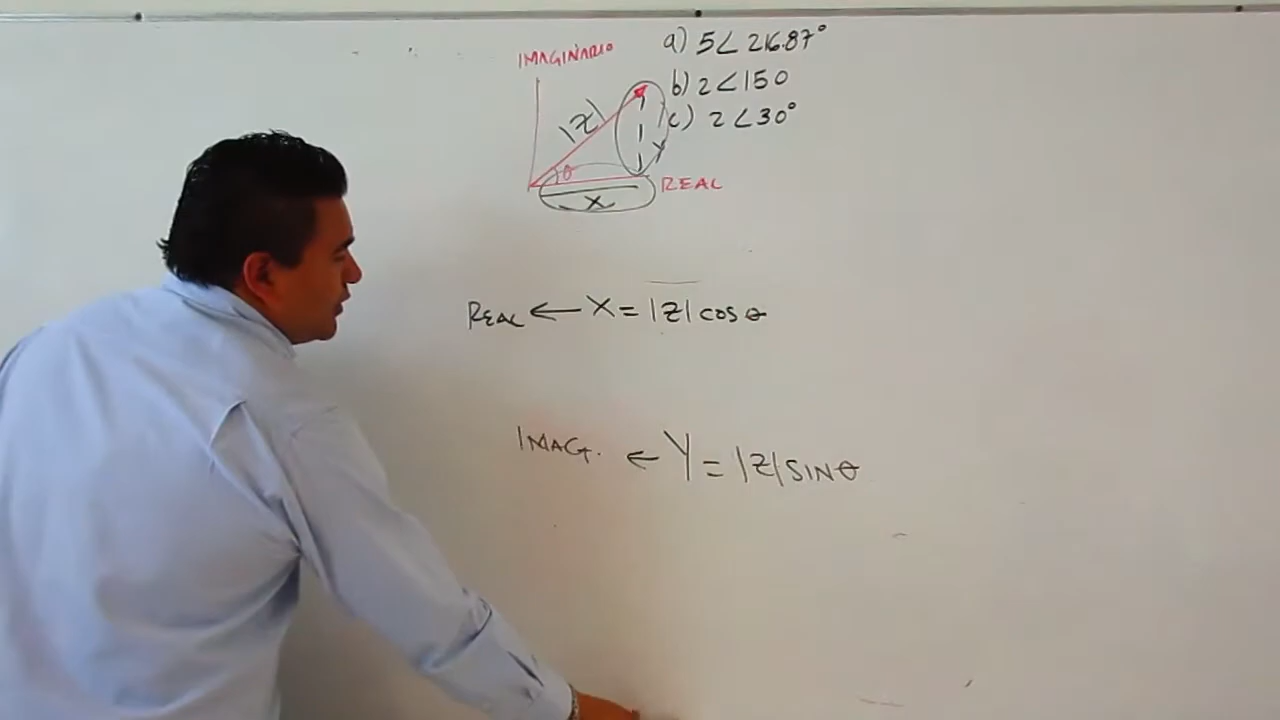 IMAGINARIO
a) 5∠216.87°
b) 2∠150
c) 2∠30°
|Z|
Y
θ
REAL
X
REAL ← X = |Z| cos θ
IMAG. ← Y = |Z| SIN θ